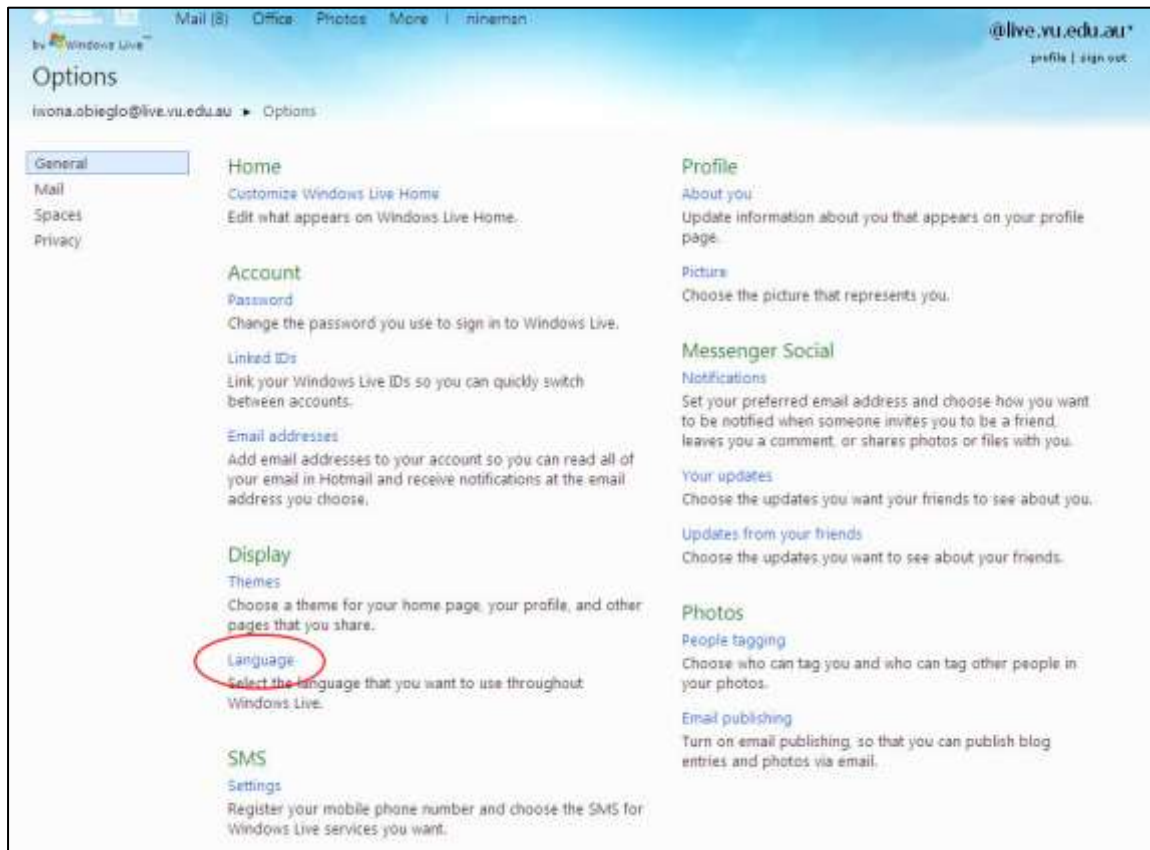 Mail (8) Office Photos More | ninemsn
by Windows Live™
@live.vu.edu.au
profile | sign out
Options
iwona.obieglo@live.vu.edu.au ▸ Options
General
Mail
Spaces
Privacy
Home
Customize Windows Live Home
Edit what appears on Windows Live Home.
Account
Password
Change the password you use to sign in to Windows Live.
Linked IDs
Link your Windows Live IDs so you can quickly switch
between accounts.
Email addresses
Add email addresses to your account so you can read all of
your email in Hotmail and receive notifications at the email
address you choose.
Display
Themes
Choose a theme for your home page, your profile, and other
pages that you share.
Language
Select the language that you want to use throughout
Windows Live.
SMS
Settings
Register your mobile phone number and choose the SMS for
Windows Live services you want.
Profile
About you
Update information about you that appears on your profile
page.
Picture
Choose the picture that represents you.
Messenger Social
Notifications
Set your preferred email address and choose how you want
to be notified when someone invites you to be a friend,
leaves you a comment, or shares photos or files with you.
Your updates
Choose the updates you want your friends to see about you.
Updates from your friends
Choose the updates you want to see about your friends.
Photos
People tagging
Choose who can tag you and who can tag other people in
your photos.
Email publishing
Turn on email publishing, so that you can publish blog
entries and photos via email.